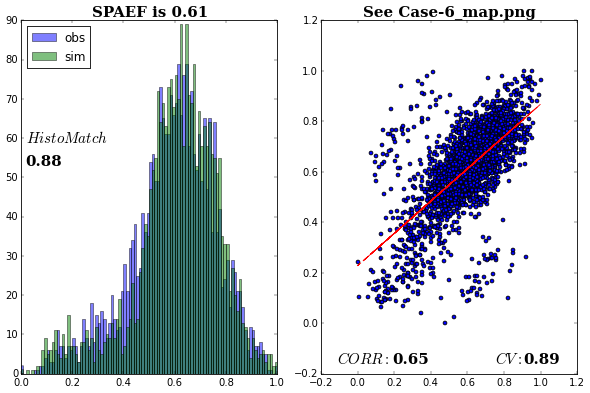 SPAEF is 0.61
90
80
70
60
50
40
30
20
10
0
0.0 0.2 0.4 0.6 0.8 1.0
obs
sim
HistoMatch
0.88
See Case-6_map.png
1.2
1.0
0.8
0.6
0.4
0.2
0.0
−0.2
−0.2 0.0 0.2 0.4 0.6 0.8 1.0 1.2
CORR: 0.65
CV: 0.89